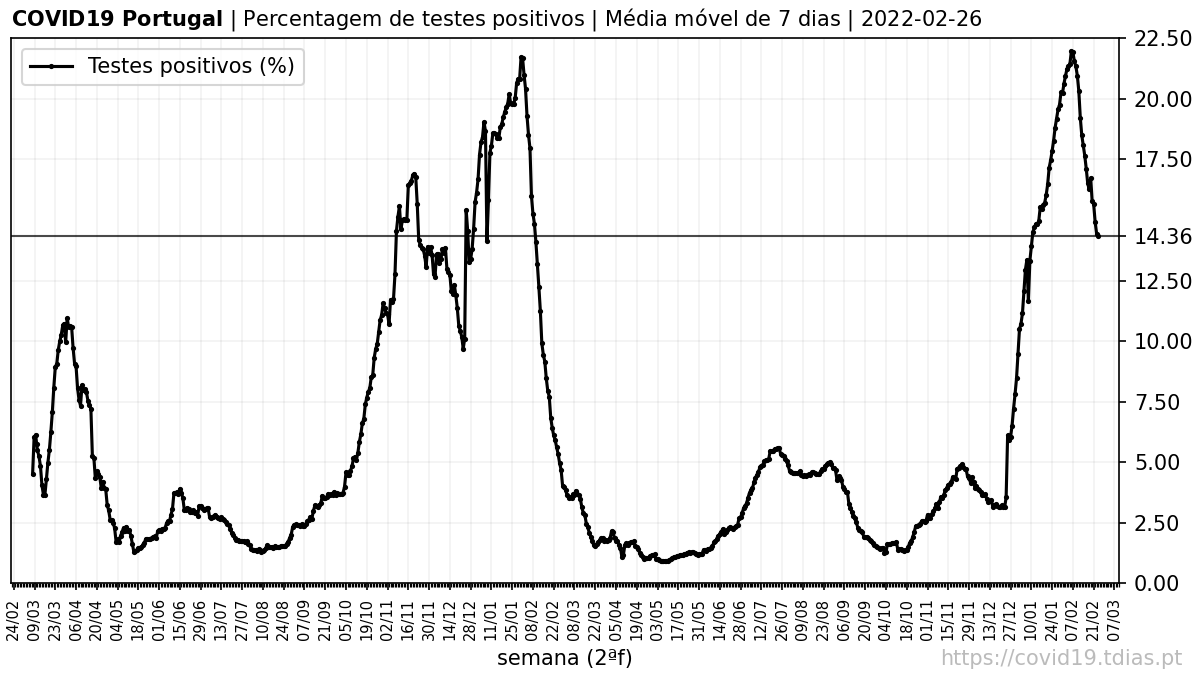 COVID19 Portugal | Percentagem de testes positivos | Média móvel de 7 dias | 2022-02-26
Testes positivos (%)
22.50
20.00
17.50
14.36
12.50
10.00
7.50
5.00
2.50
0.00
24/02 09/03 23/03 06/04 20/04 04/05 18/05 01/06 15/06 29/06 13/07 27/07 10/08 24/08 07/09 21/09 05/10 19/10 02/11 16/11 30/11 14/12 28/12 11/01 25/01 08/02 22/02 08/03 22/03 05/04 19/04 03/05 17/05 31/05 14/06 28/06 12/07 26/07 09/08 23/08 06/09 20/09 04/10 18/10 01/11 15/11 29/11 13/12 27/12 10/01 24/01 07/02 21/02 07/03
semana (2ªf)
https://covid19.tdias.pt